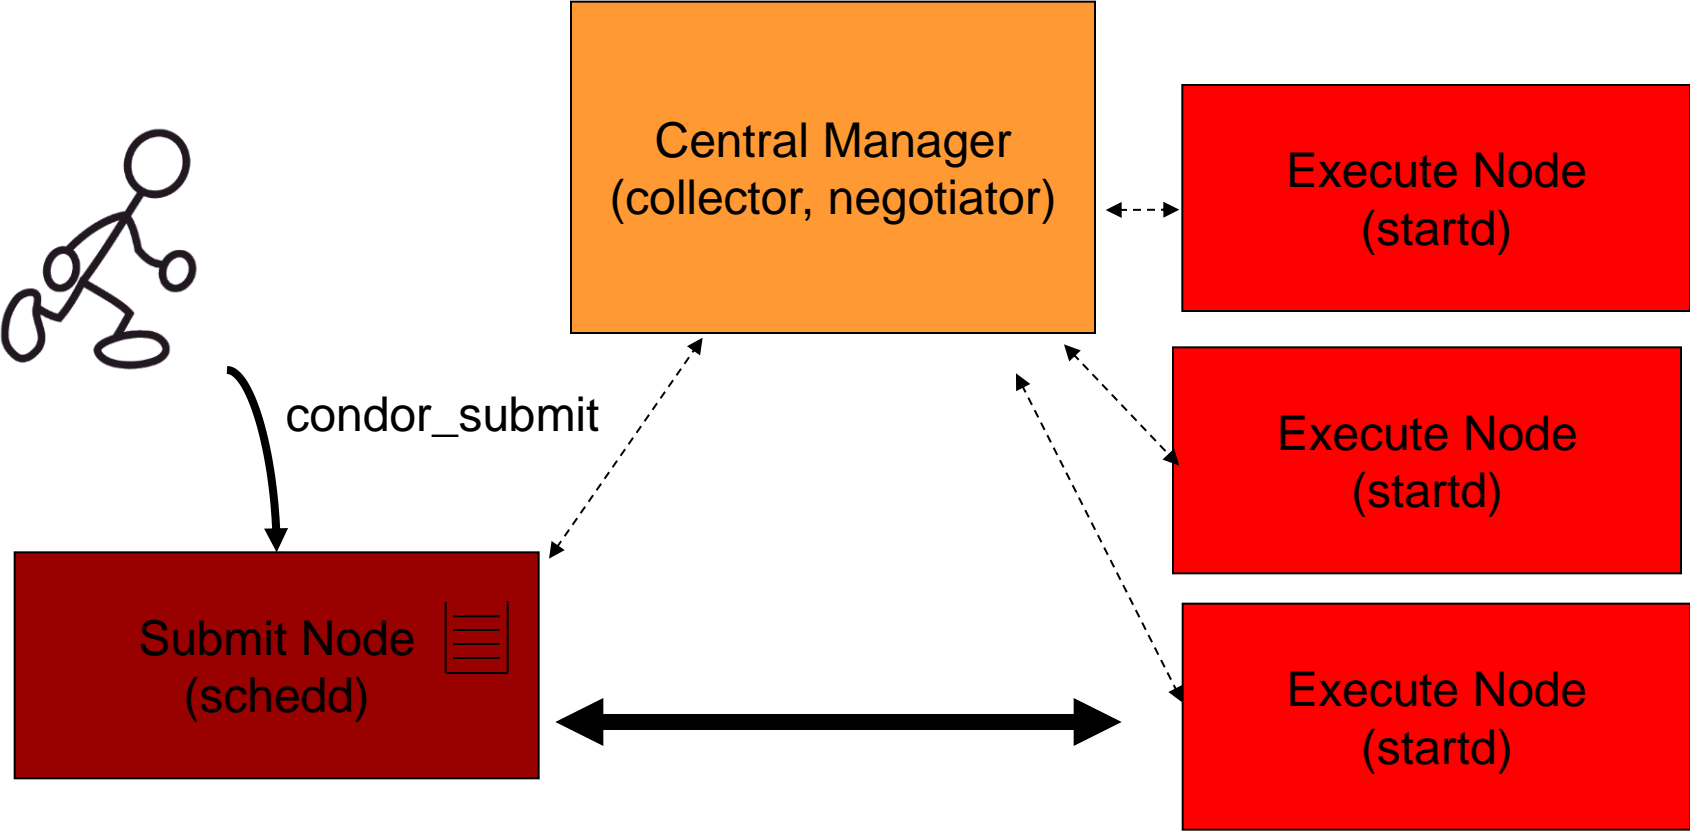 Central Manager
(collector, negotiator)
Execute Node
(startd)
condor_submit
Execute Node
(startd)
Submit Node
(schedd)
Execute Node
(startd)